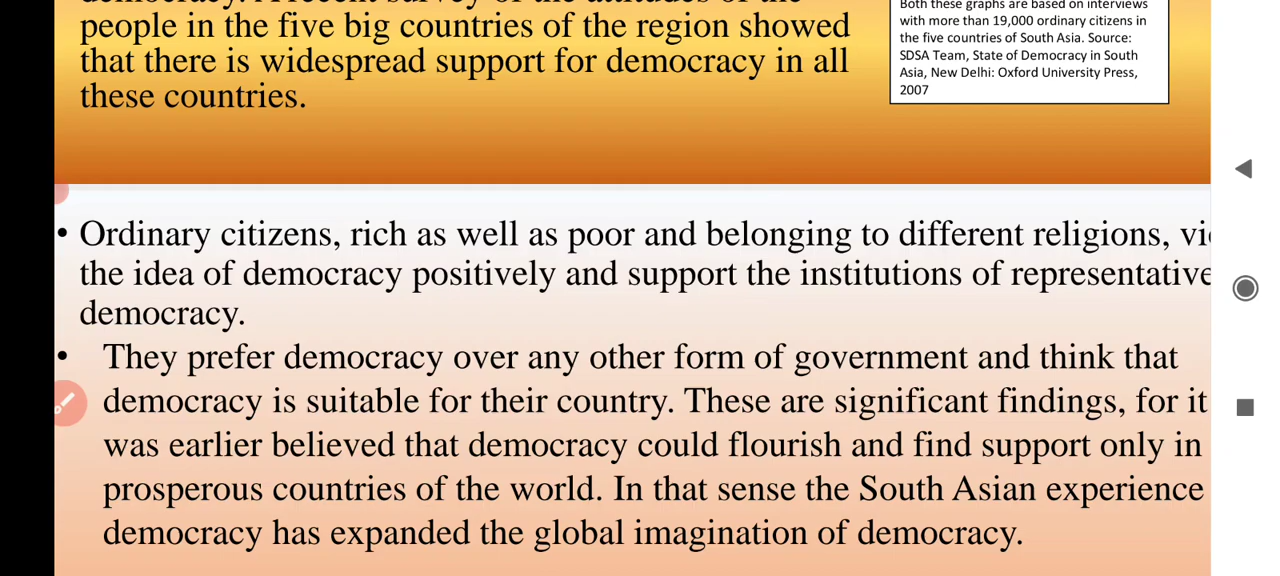 people in the five big countries of the region showed
that there is widespread support for democracy in all
these countries.
Both these graphs are based on interviews
with more than 19,000 ordinary citizens in
the five countries of South Asia. Source:
SDSA Team, State of Democracy in South
Asia, New Delhi: Oxford University Press,
2007
• Ordinary citizens, rich as well as poor and belonging to different religions,
the idea of democracy positively and support the institutions of representative
democracy.
• They prefer democracy over any other form of government and think that
democracy is suitable for their country. These are significant findings, for it
was earlier believed that democracy could flourish and find support only in
prosperous countries of the world. In that sense the South Asian experience
democracy has expanded the global imagination of democracy.